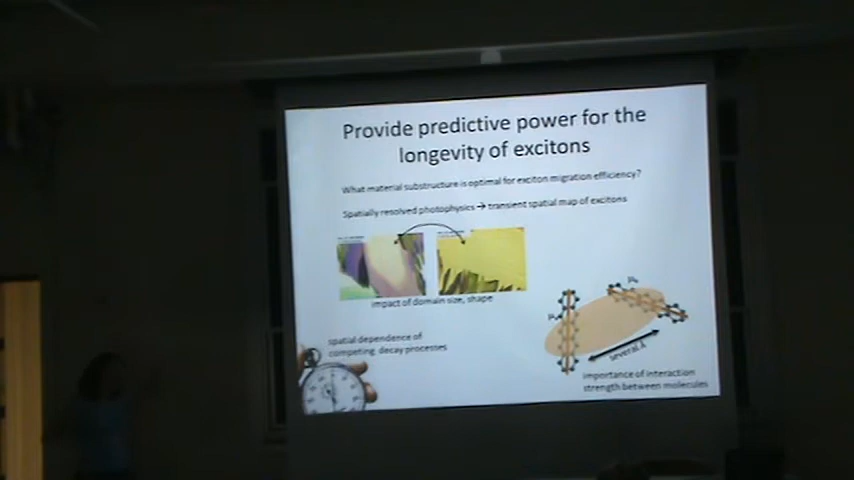 Provide predictive power for the
longevity of excitons
What material substructure is optimal for exciton migration efficiency?
Spatially resolved photophysics → transient spatial map of excitons
impact of domain size, shape
spatial dependence of
competing decay processes
several Å
importance of interaction
strength between molecules